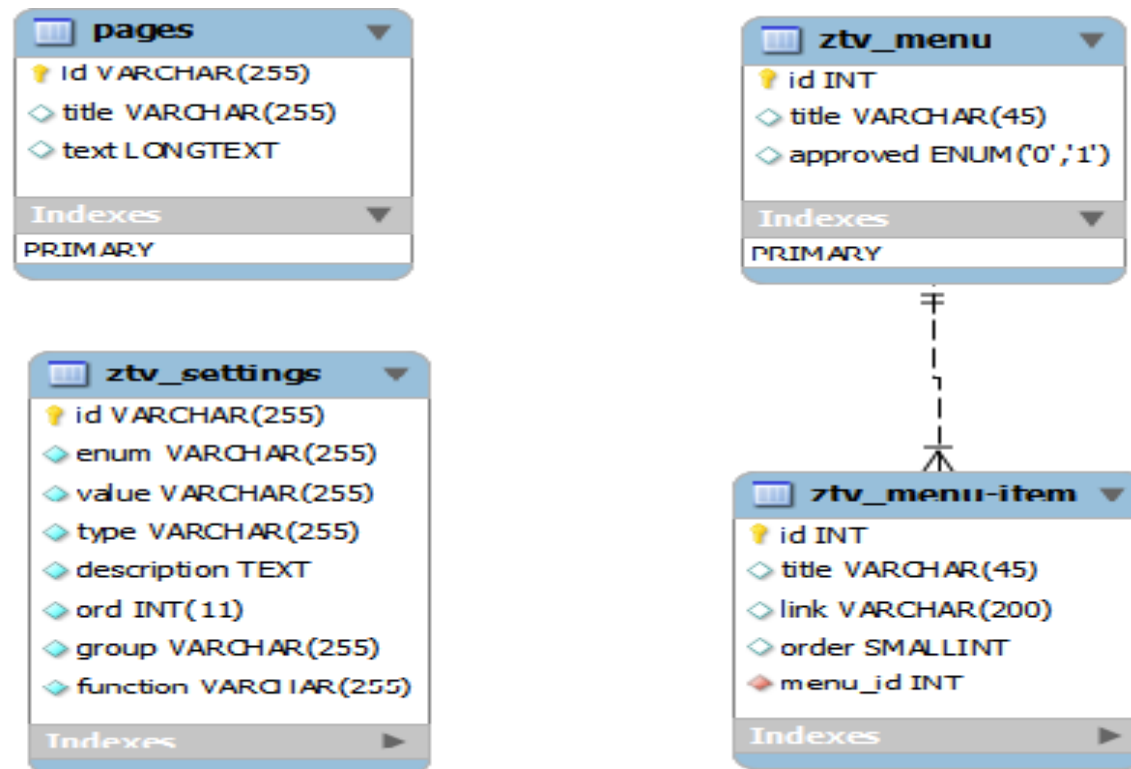 pages
id VARCHAR(255)
title VARCHAR(255)
text LONGTEXT
Indexes
PRIMARY
ztv_menu
id INT
title VARCHAR(45)
approved ENUM('0','1')
Indexes
PRIMARY
ztv_settings
id VARCHAR(255)
enum VARCHAR(255)
value VARCHAR(255)
type VARCHAR(255)
description TEXT
ord INT(11)
group VARCHAR(255)
function VARCHAR(255)
Indexes
ztv_menu-item
id INT
title VARCHAR(45)
link VARCHAR(200)
order SMALLINT
menu_id INT
Indexes